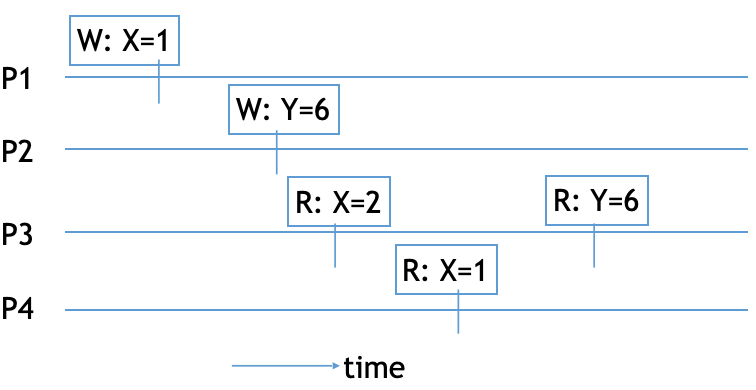 W: X=1
P1
W: Y=6
P2
R: X=2
R: Y=6
P3
R: X=1
P4
time